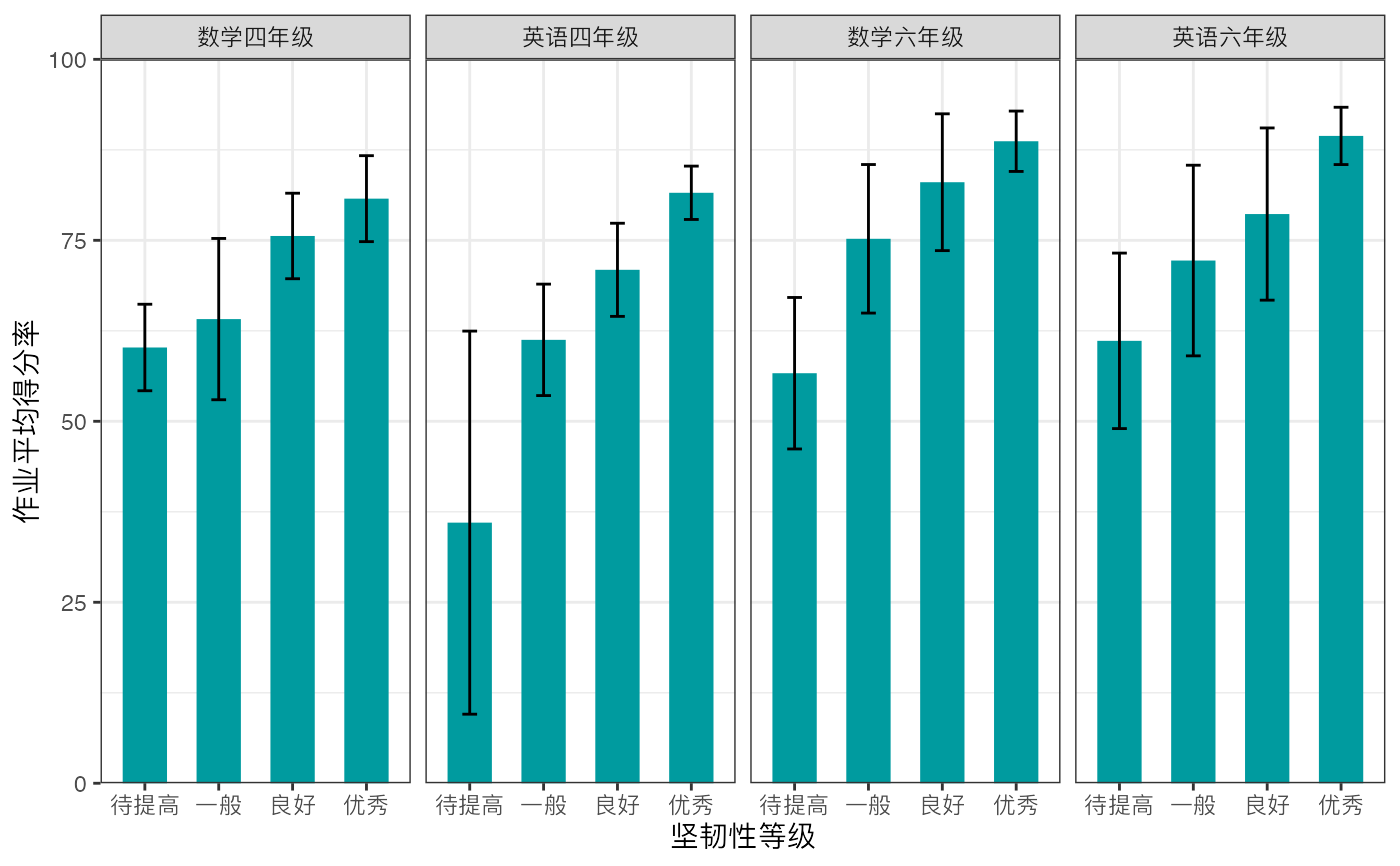 数学四年级
英语四年级
数学六年级
英语六年级
100
75
50
25
0
作业平均得分率
待提高 一般 良好 优秀
待提高 一般 良好 优秀
待提高 一般 良好 优秀
待提高 一般 良好 优秀
坚韧性等级